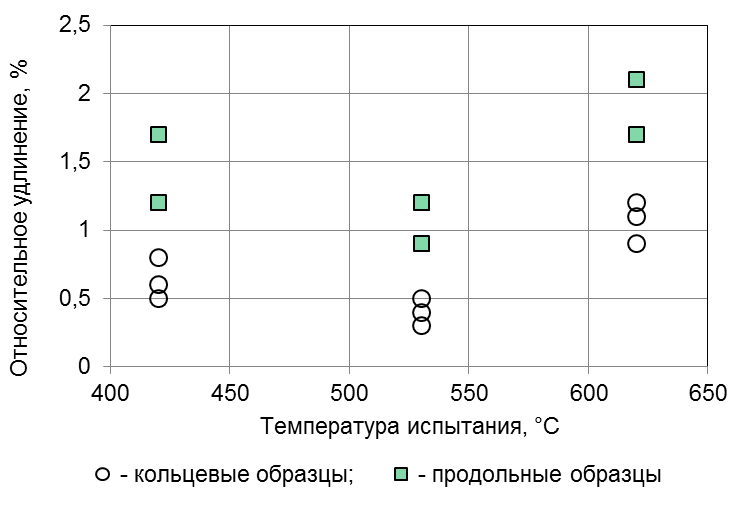 Относительное удлинение, %
2,5
2
1,5
1
0,5
0
400 450 500 550 600 650
Температура испытания, °C
- кольцевые образцы; - продольные образцы